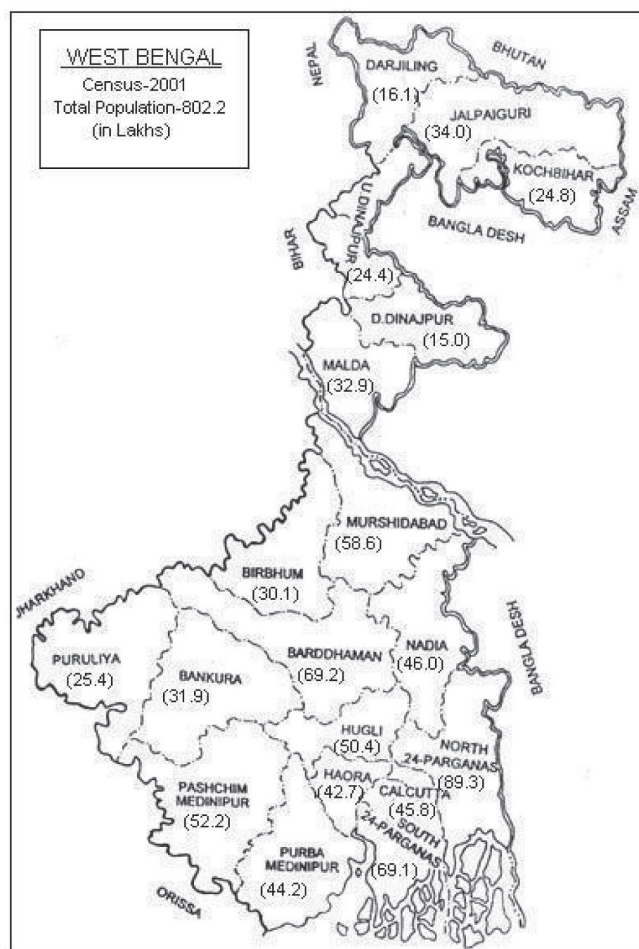 WEST BENGAL
Census-2001
Total Population-802.2
(in Lakhs)
NEPAL
BHUTAN
DARJILING
(16.1)
JALPAIGURI
(34.0)
KOCHBIHAR
(24.8)
ASSAM
BANGLA DESH
BIHAR
U.DINAJPUR
(24.4)
D.DINAJPUR
(15.0)
MALDA
(32.9)
MURSHIDABAD
(58.6)
BIRBHUM
(30.1)
JHARKHAND
BANGLA DESH
PURULIYA
(25.4)
BANKURA
(31.9)
BARDDHAMAN
(69.2)
NADIA
(46.0)
HUGLI
(50.4)
NORTH
24-PARGANAS
(89.3)
HAORA
(42.7)
CALCUTTA
(45.8)
PASHCHIM
MEDINIPUR
(52.2)
SOUTH
24-PARGANAS
(69.1)
PURBA
MEDINIPUR
(44.2)
ORISSA